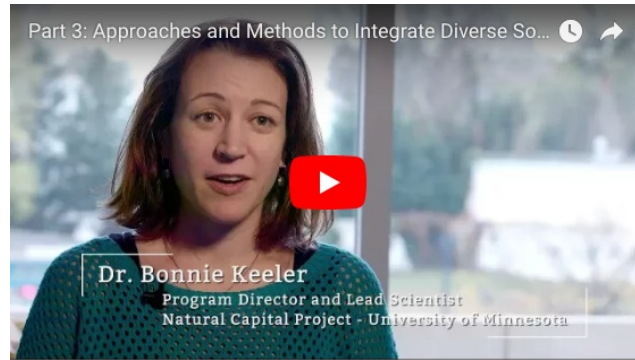 Part 3: Approaches and Methods to Integrate Diverse So...
Dr. Bonnie Keeler
Program Director and Lead Scientist
Natural Capital Project - University of Minnesota